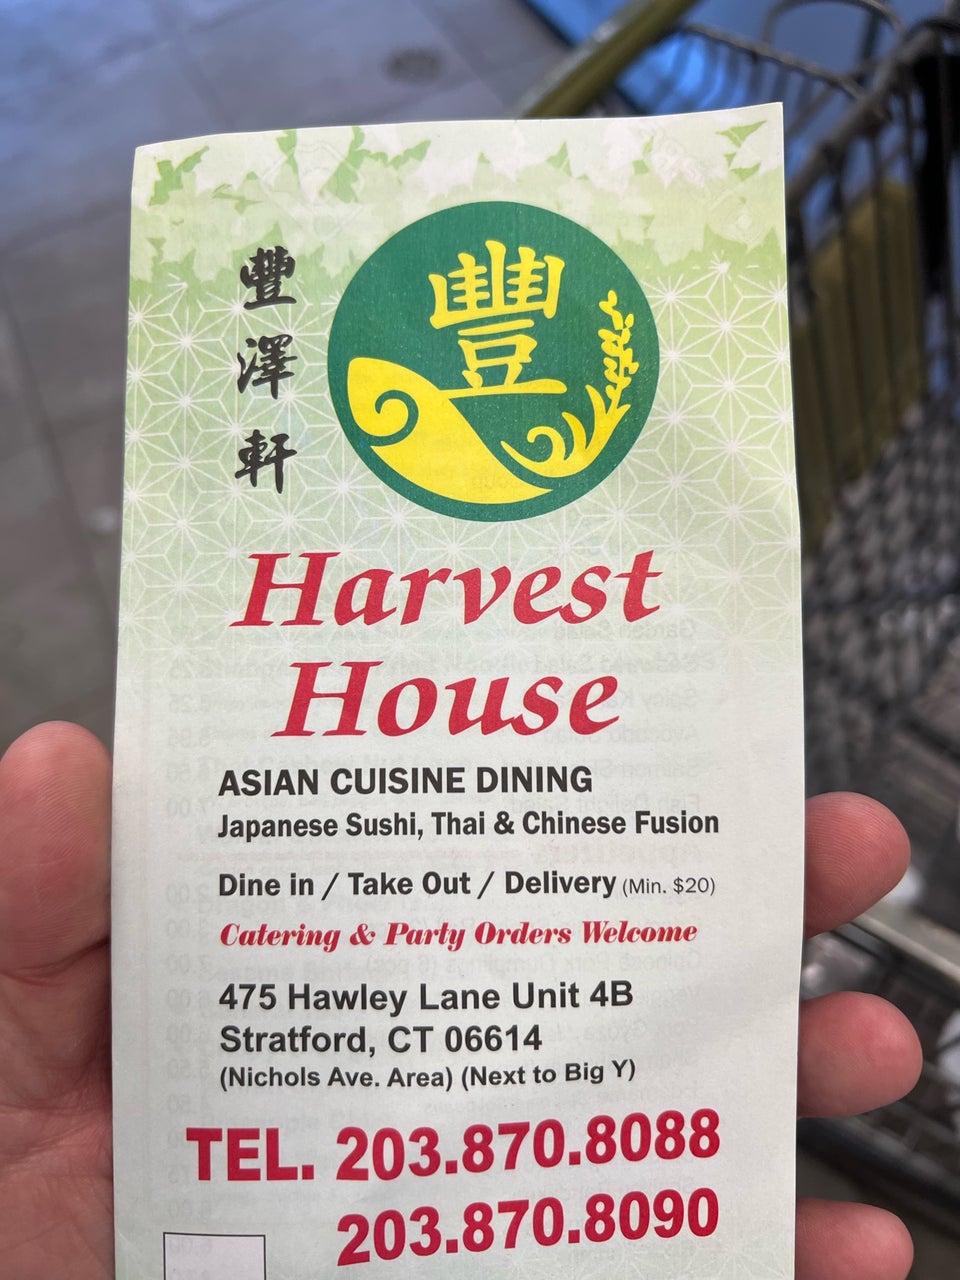 豐澤軒
豐
Harvest
House
ASIAN CUISINE DINING
Japanese Sushi, Thai & Chinese Fusion
Dine in / Take Out / Delivery (Min. $20)
Catering & Party Orders Welcome
475 Hawley Lane Unit 4B
Stratford, CT 06614
(Nichols Ave. Area) (Next to Big Y)
TEL. 203.870.8088
203.870.8090